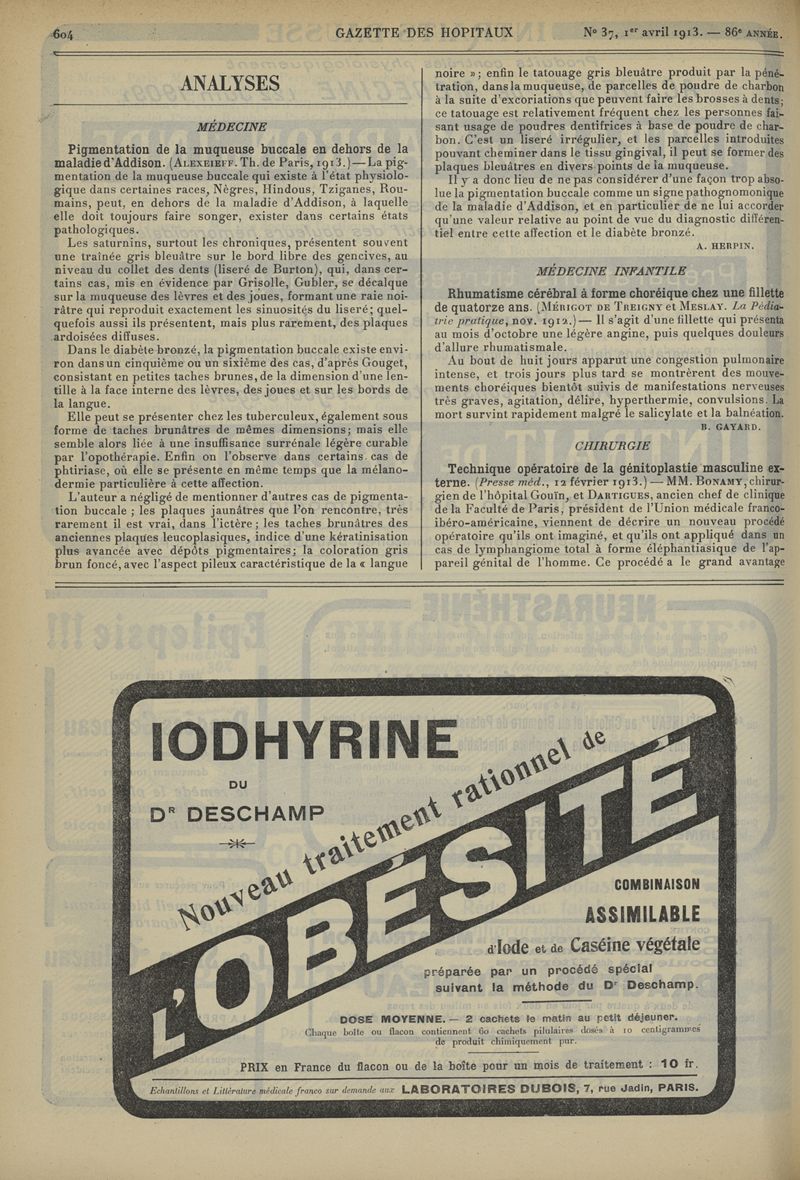 604 GAZETTE DES HOPITAUX N° 37, 1er avril 1913. — 86e ANNÉE.
ANALYSES
MÉDECINE
Pigmentation de la muqueuse buccale en dehors de la
maladie d'Addison. (ALEXEIEFF. Th. de Paris, 1913.) — La pig-
mentation de la muqueuse buccale qui existe à l'état physiolo-
gique dans certaines races, Nègres, Hindous, Tziganes, Rou-
mains, peut, en dehors de la maladie d'Addison, à laquelle
elle doit toujours faire songer, exister dans certains états
pathologiques.
Les saturnins, surtout les chroniques, présentent souvent
une traînée gris bleuâtre sur le bord libre des gencives, au
niveau du collet des dents (liseré de Burton), qui, dans cer-
tains cas, mis en évidence par Grisolle, Gubler, se décalque
sur la muqueuse des lèvres et des joues, formant une raie noi-
râtre qui reproduit exactement les sinuosités du liseré; quel-
quefois aussi ils présentent, mais plus rarement, des plaques
ardoisées diffuses.
Dans le diabète bronzé, la pigmentation buccale existe envi-
ron dans un cinquième ou un sixième des cas, d'après Gouget,
consistant en petites taches brunes, de la dimension d'une len-
tille à la face interne des lèvres, des joues et sur les bords de
la langue.
Elle peut se présenter chez les tuberculeux, également sous
forme de taches brunâtres de mêmes dimensions; mais elle
semble alors liée à une insuffisance surrénale légère curable
par l'opothérapie. Enfin on l'observe dans certains cas de
phtiriase, où elle se présente en même temps que la mélano-
dermie particulière à cette affection.
L'auteur a négligé de mentionner d'autres cas de pigmenta-
tion buccale ; les plaques jaunâtres que l'on rencontre, très
rarement il est vrai, dans l'ictère ; les taches brunâtres des
anciennes plaques leucoplasiques, indice d'une kératinisation
plus avancée avec dépôts pigmentaires; la coloration gris
brun foncé, avec l'aspect pileux caractéristique de la « langue
noire »; enfin le tatouage gris bleuâtre produit par la péné-
tration, dans la muqueuse, de parcelles de poudre de charbon
à la suite d'excoriations que peuvent faire les brosses à dents;
ce tatouage est relativement fréquent chez les personnes fai-
sant usage de poudres dentifrices à base de poudre de char-
bon. C'est un liseré irrégulier, et les parcelles introduites
pouvant cheminer dans le tissu gingival, il peut se former des
plaques bleuâtres en divers points de la muqueuse.
Il y a donc lieu de ne pas considérer d'une façon trop abso-
lue la pigmentation buccale comme un signe pathognomonique
de la maladie d'Addison, et en particulier de ne lui accorder
qu'une valeur relative au point de vue du diagnostic différen-
tiel entre cette affection et le diabète bronzé.
A. HERPIN.
MÉDECINE INFANTILE
Rhumatisme cérébral à forme choréique chez une fillette
de quatorze ans. (MÉRIGOT DE TREIGNY et MESLAY. La Pédia-
trie pratique, nov. 1912.) — Il s'agit d'une fillette qui présenta
au mois d'octobre une légère angine, puis quelques douleurs
d'allure rhumatismale.
Au bout de huit jours apparut une congestion pulmonaire
intense, et trois jours plus tard se montrèrent des mouve-
ments choréiques bientôt suivis de manifestations nerveuses
très graves, agitation, délire, hyperthermie, convulsions. La
mort survint rapidement malgré le salicylate et la balnéation.
B. GAYARD.
CHIRURGIE
Technique opératoire de la génitoplastie masculine ex-
terne. (Presse méd., 12 février 1913.) — MM. BONAMY, chirur-
gien de l'hôpital Gouïn, et DARTIGUES, ancien chef de clinique
de la Faculté de Paris, président de l'Union médicale franco-
ibéro-américaine, viennent de décrire un nouveau procédé
opératoire qu'ils ont imaginé, et qu'ils ont appliqué dans un
cas de lymphangiome total à forme éléphantiasique de l'ap-
pareil génital de l'homme. Ce procédé a le grand avantage
IODHYRINE
DU
DR DESCHAMP
Nouveau traitement rationnel de
L'OBÉSITÉ
COMBINAISON
ASSIMILABLE
d'Iode et de Caséine végétale
préparée par un procédé spécial
suivant la méthode du Dr Deschamp.
DOSE MOYENNE. — 2 cachets le matin au petit déjeuner.
Chaque boîte ou flacon contiennent 60 cachets pilulaires dosés à 10 centigrammes
de produit chimiquement pur.
PRIX en France du flacon ou de la boîte pour un mois de traitement : 10 fr.
Echantillons et Littérature médicale franco sur demande aux LABORATOIRES DUBOIS, 7, rue Jadin, PARIS.